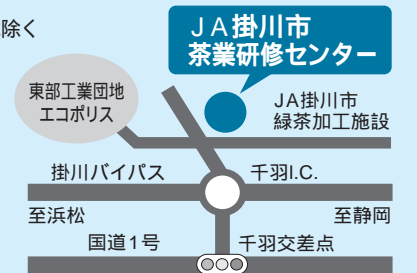 除く
JA掛川市
茶業研修センター
東部工業団地
エコポリス
JA掛川市
緑茶加工施設
掛川バイパス
千羽I.C.
至浜松
至静岡
国道1号
千羽交差点